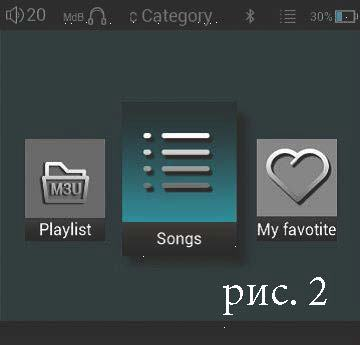 20 MdB c Category 30%
M3U
Playlist
Songs
My favotite
рис. 2